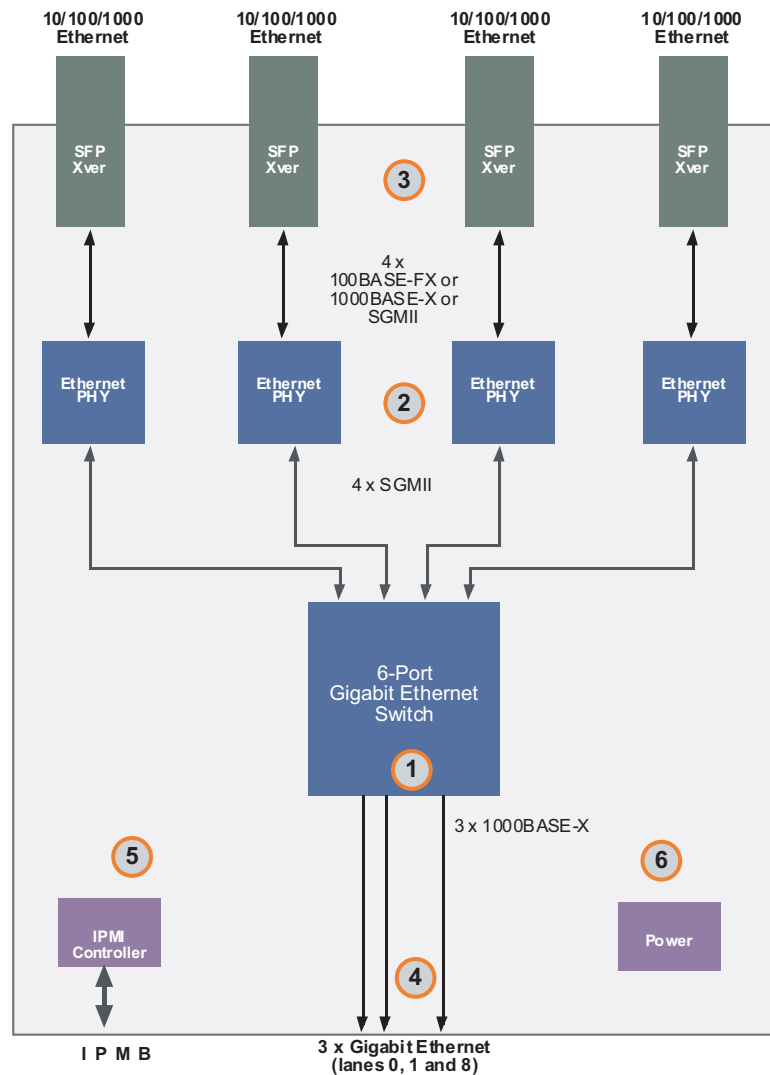 10/100/1000
Ethernet
10/100/1000
Ethernet
10/100/1000
Ethernet
10/100/1000
Ethernet
SFP
Xver
SFP
Xver
SFP
Xver
SFP
Xver
3
4 x
100BASE-FX or
1000BASE-X or
SGMII
Ethernet
PHY
Ethernet
PHY
Ethernet
PHY
Ethernet
PHY
2
4 x SGMII
6-Port
Gigabit Ethernet
Switch
1
3 x 1000BASE-X
5
6
IPMI
Controller
Power
4
I P M B
3 x Gigabit Ethernet
(lanes 0, 1 and 8)